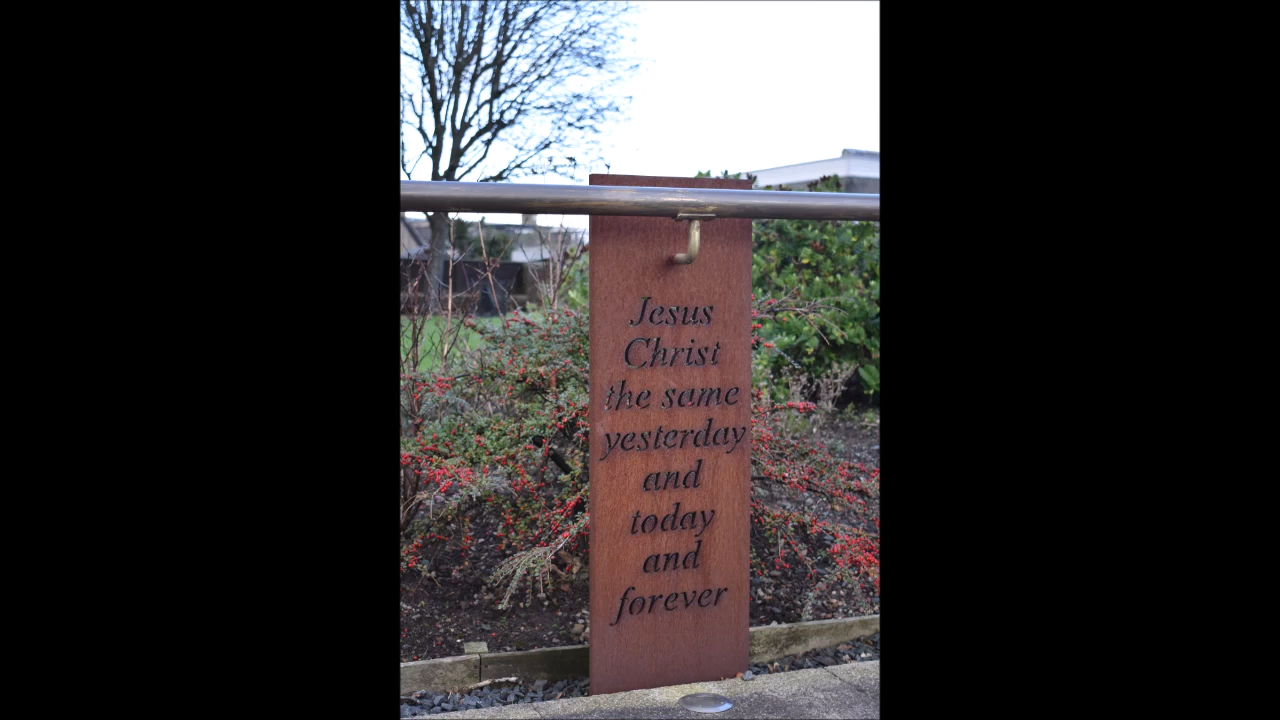 Jesus
Christ
the same
yesterday
and
today
and
forever